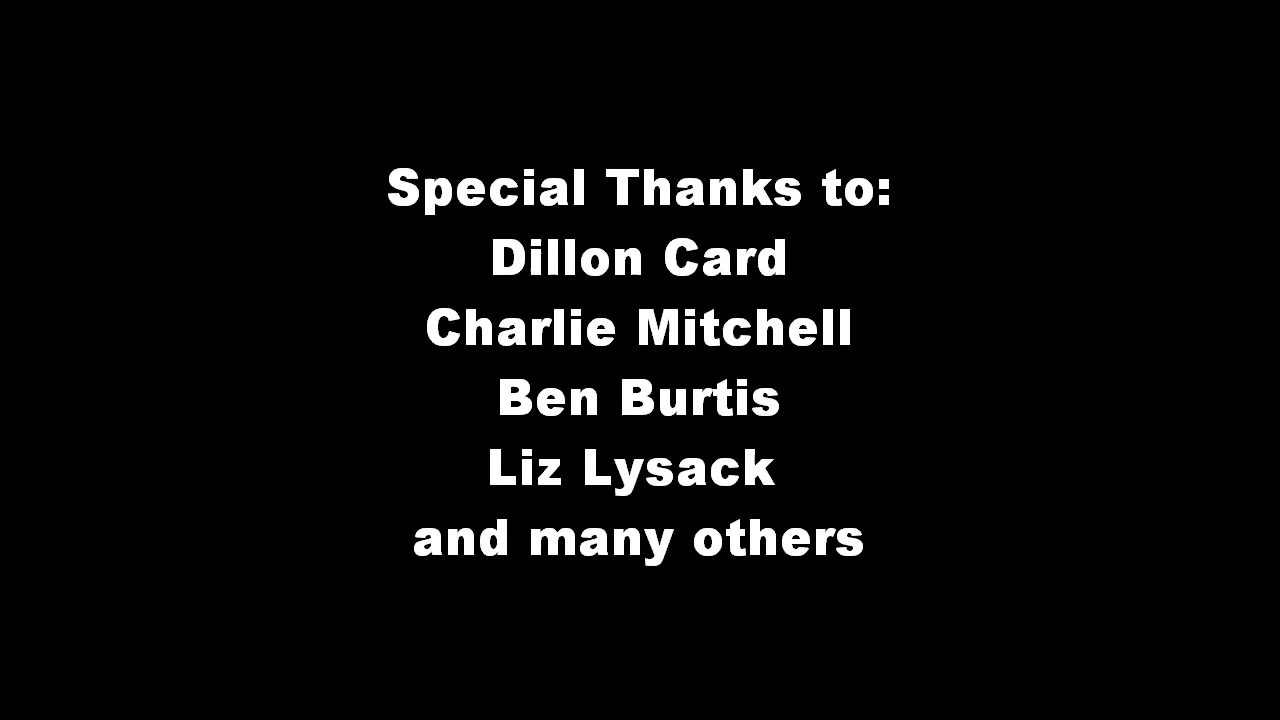 Special Thanks to:
Dillon Card
Charlie Mitchell
Ben Burtis
Liz Lysack
and many others